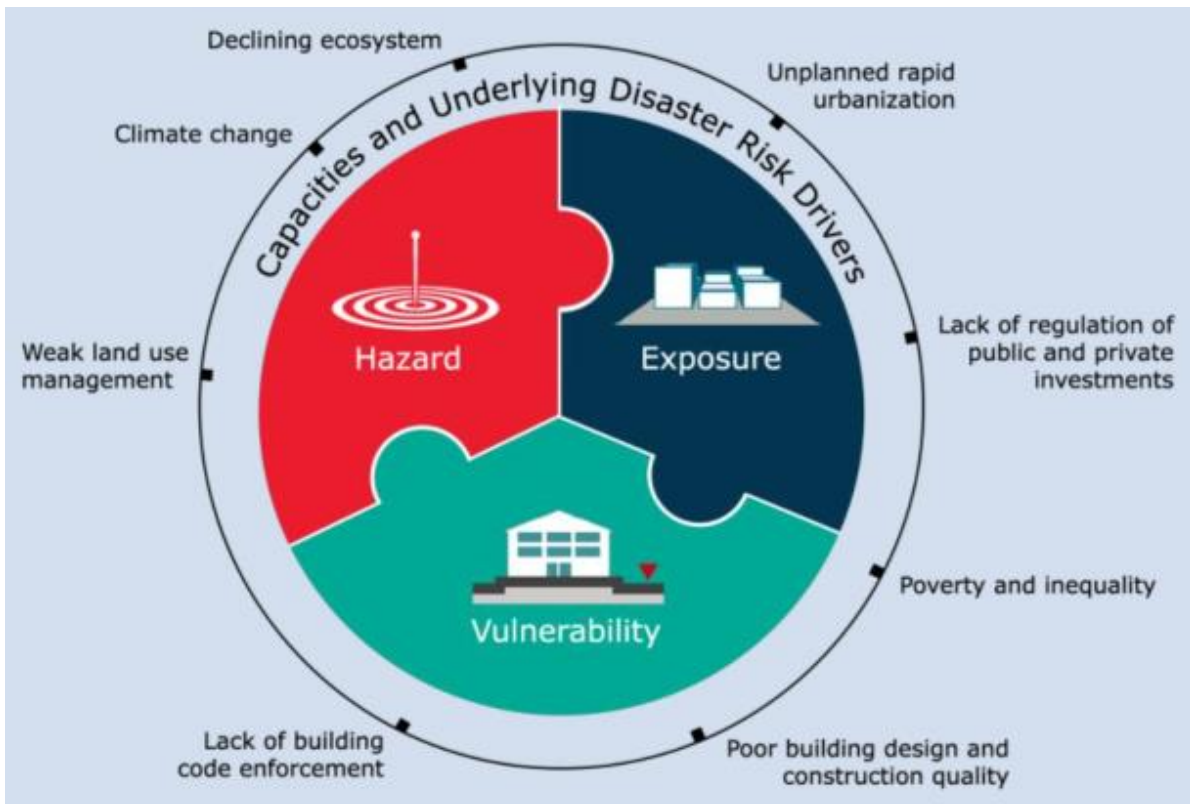 Declining ecosystem
Unplanned rapid
urbanization
Climate change
Capacities and Underlying Disaster Risk Drivers
Hazard
Exposure
Weak land use
management
Lack of regulation of
public and private
investments
Vulnerability
Poverty and inequality
Lack of building
code enforcement
Poor building design and
construction quality